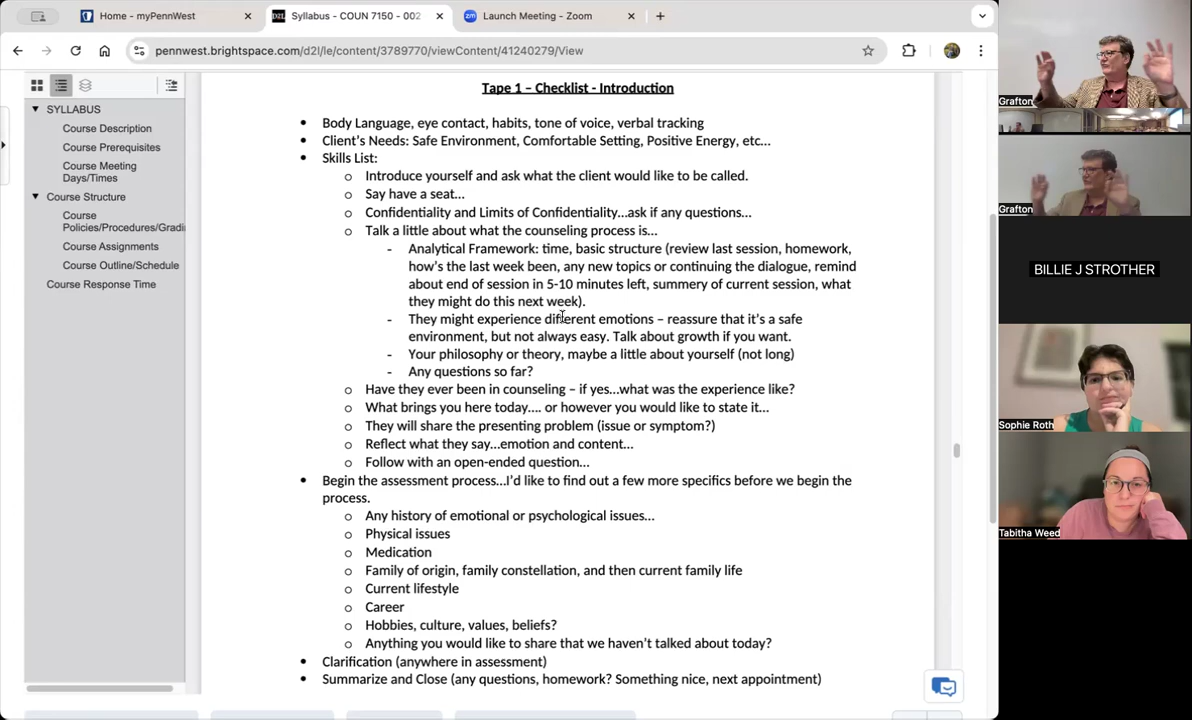 Home - myPennWest
Syllabus - COUN 7150 - 002
Launch Meeting - Zoom
pennwest.brightspace.com/d2l/le/content/3789770/viewContent/41240279/View
SYLLABUS
Course Description
Course Prerequisites
Course Meeting
Days/Times
Course Structure
Course
Policies/Procedures/Gradi
Course Assignments
Course Outline/Schedule
Course Response Time
Tape 1 – Checklist - Introduction
• Body Language, eye contact, habits, tone of voice, verbal tracking
• Client's Needs: Safe Environment, Comfortable Setting, Positive Energy, etc...
• Skills List:
o Introduce yourself and ask what the client would like to be called.
o Say have a seat...
o Confidentiality and Limits of Confidentiality...ask if any questions...
o Talk a little about what the counseling process is...
- Analytical Framework: time, basic structure (review last session, homework,
how's the last week been, any new topics or continuing the dialogue, remind
about end of session in 5-10 minutes left, summery of current session, what
they might do this next week).
- They might experience different emotions – reassure that it's a safe
environment, but not always easy. Talk about growth if you want.
- Your philosophy or theory, maybe a little about yourself (not long)
- Any questions so far?
o Have they ever been in counseling – if yes...what was the experience like?
o What brings you here today.... or however you would like to state it...
o They will share the presenting problem (issue or symptom?)
o Reflect what they say...emotion and content...
o Follow with an open-ended question...
• Begin the assessment process...I'd like to find out a few more specifics before we begin the
process.
o Any history of emotional or psychological issues...
o Physical issues
o Medication
o Family of origin, family constellation, and then current family life
o Current lifestyle
o Career
o Hobbies, culture, values, beliefs?
o Anything you would like to share that we haven't talked about today?
• Clarification (anywhere in assessment)
• Summarize and Close (any questions, homework? Something nice, next appointment)
Grafton
Grafton
BILLIE J STROTHER
Sophie Roth
Tabitha Weed